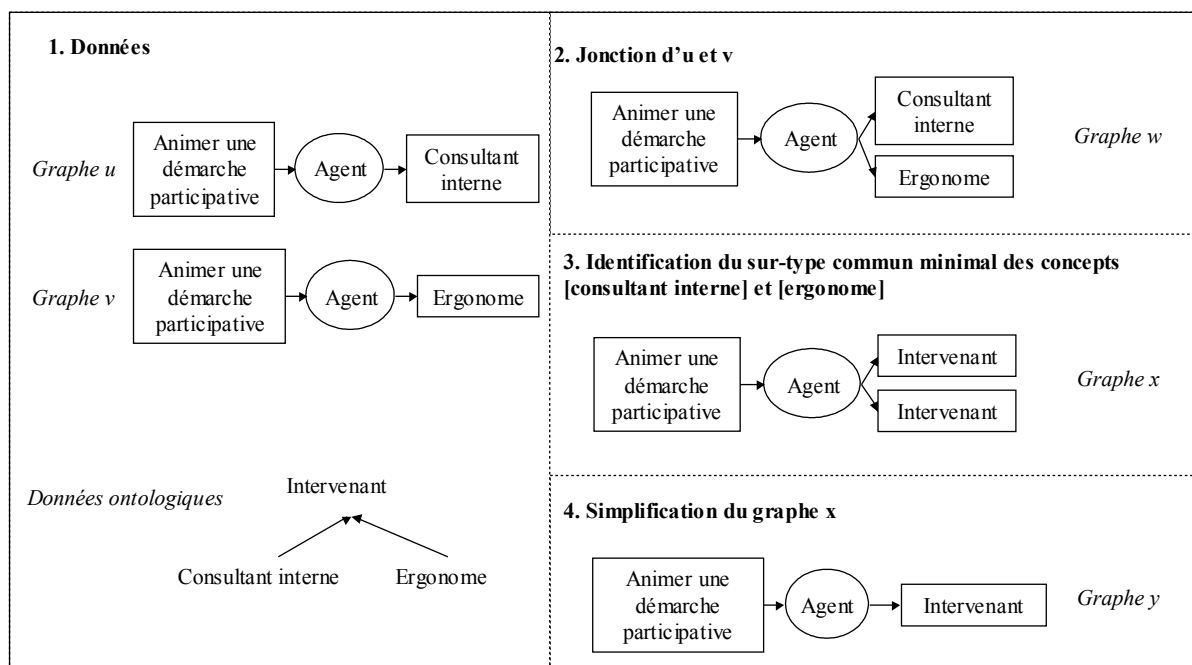 1. Données
Graphe u
Animer une
démarche
participative
Agent
Consultant
interne
Graphe v
Animer une
démarche
participative
Agent
Ergonome
Données ontologiques
Intervenant
Consultant interne
Ergonome
2. Jonction d'u et v
Animer une
démarche
participative
Agent
Consultant
interne
Ergonome
Graphe w
3. Identification du sur-type commun minimal des concepts
[consultant interne] et [ergonome]
Animer une
démarche
participative
Agent
Intervenant
Intervenant
Graphe x
4. Simplification du graphe x
Animer une
démarche
participative
Agent
Intervenant
Graphe y